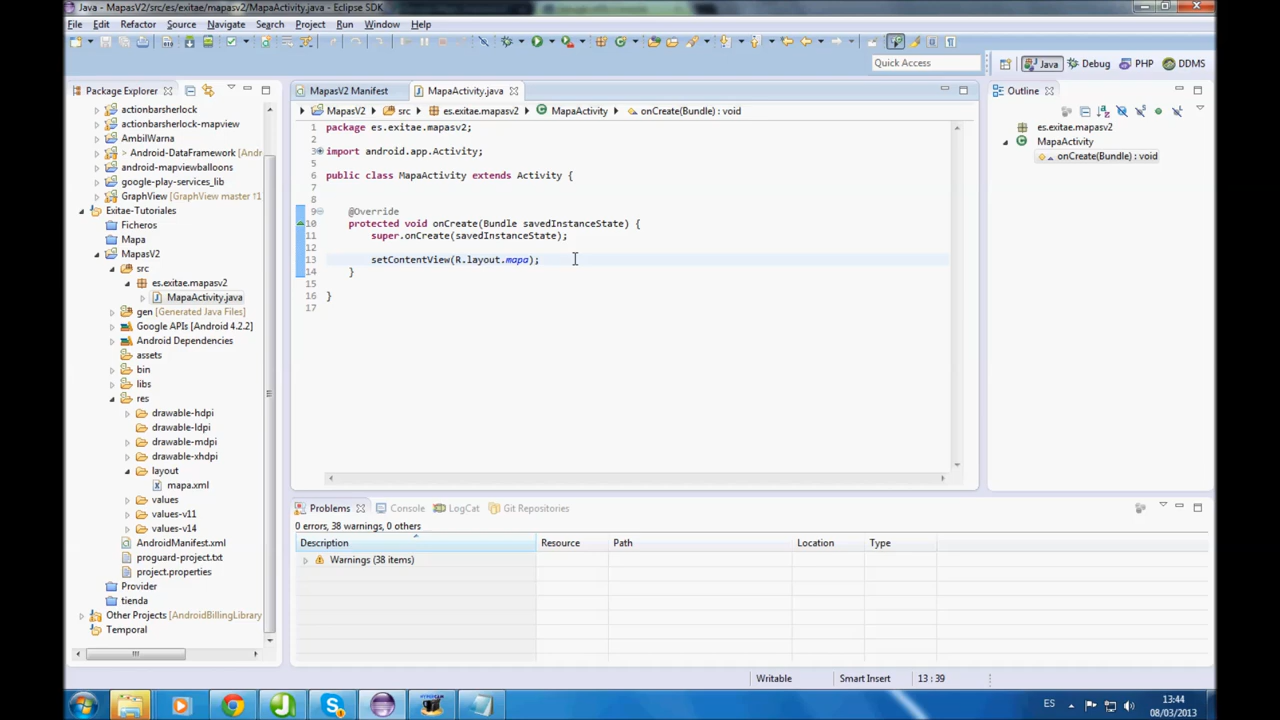 Java - MapasV2/src/es/exitae/mapasv2/MapaActivity.java - Eclipse SDK
File Edit Refactor Source Navigate Search Project Run Window Help
Quick Access
Java Debug PHP DDMS
Package Explorer
actionbarsherlock
actionbarsherlock-mapview
AmbilWarna
> Android-DataFramework [Andr
android-mapviewballoons
google-play-services_lib
GraphView [GraphView master ↑1
Exitae-Tutoriales
Ficheros
Mapa
MapasV2
src
es.exitae.mapasv2
MapaActivity.java
gen [Generated Java Files]
Google APIs [Android 4.2.2]
Android Dependencies
assets
bin
libs
res
drawable-hdpi
drawable-ldpi
drawable-mdpi
drawable-xhdpi
layout
mapa.xml
values
values-v11
values-v14
AndroidManifest.xml
proguard-project.txt
project.properties
Provider
tienda
Other Projects [AndroidBillingLibrary
Temporal
MapasV2 Manifest MapaActivity.java
MapasV2 src es.exitae.mapasv2 MapaActivity onCreate(Bundle) : void
1 package es.exitae.mapasv2;
2
3 import android.app.Activity;
5
6 public class MapaActivity extends Activity {
7
8
9 @Override
10 protected void onCreate(Bundle savedInstanceState) {
11 super.onCreate(savedInstanceState);
12
13 setContentView(R.layout.mapa);
14 }
15
16 }
17
Outline
es.exitae.mapasv2
MapaActivity
onCreate(Bundle) : void
Problems Console LogCat Git Repositories
0 errors, 38 warnings, 0 others
Description Resource Path Location Type
Warnings (38 items)
Writable Smart Insert 13 : 39
ES 13:44
08/03/2013